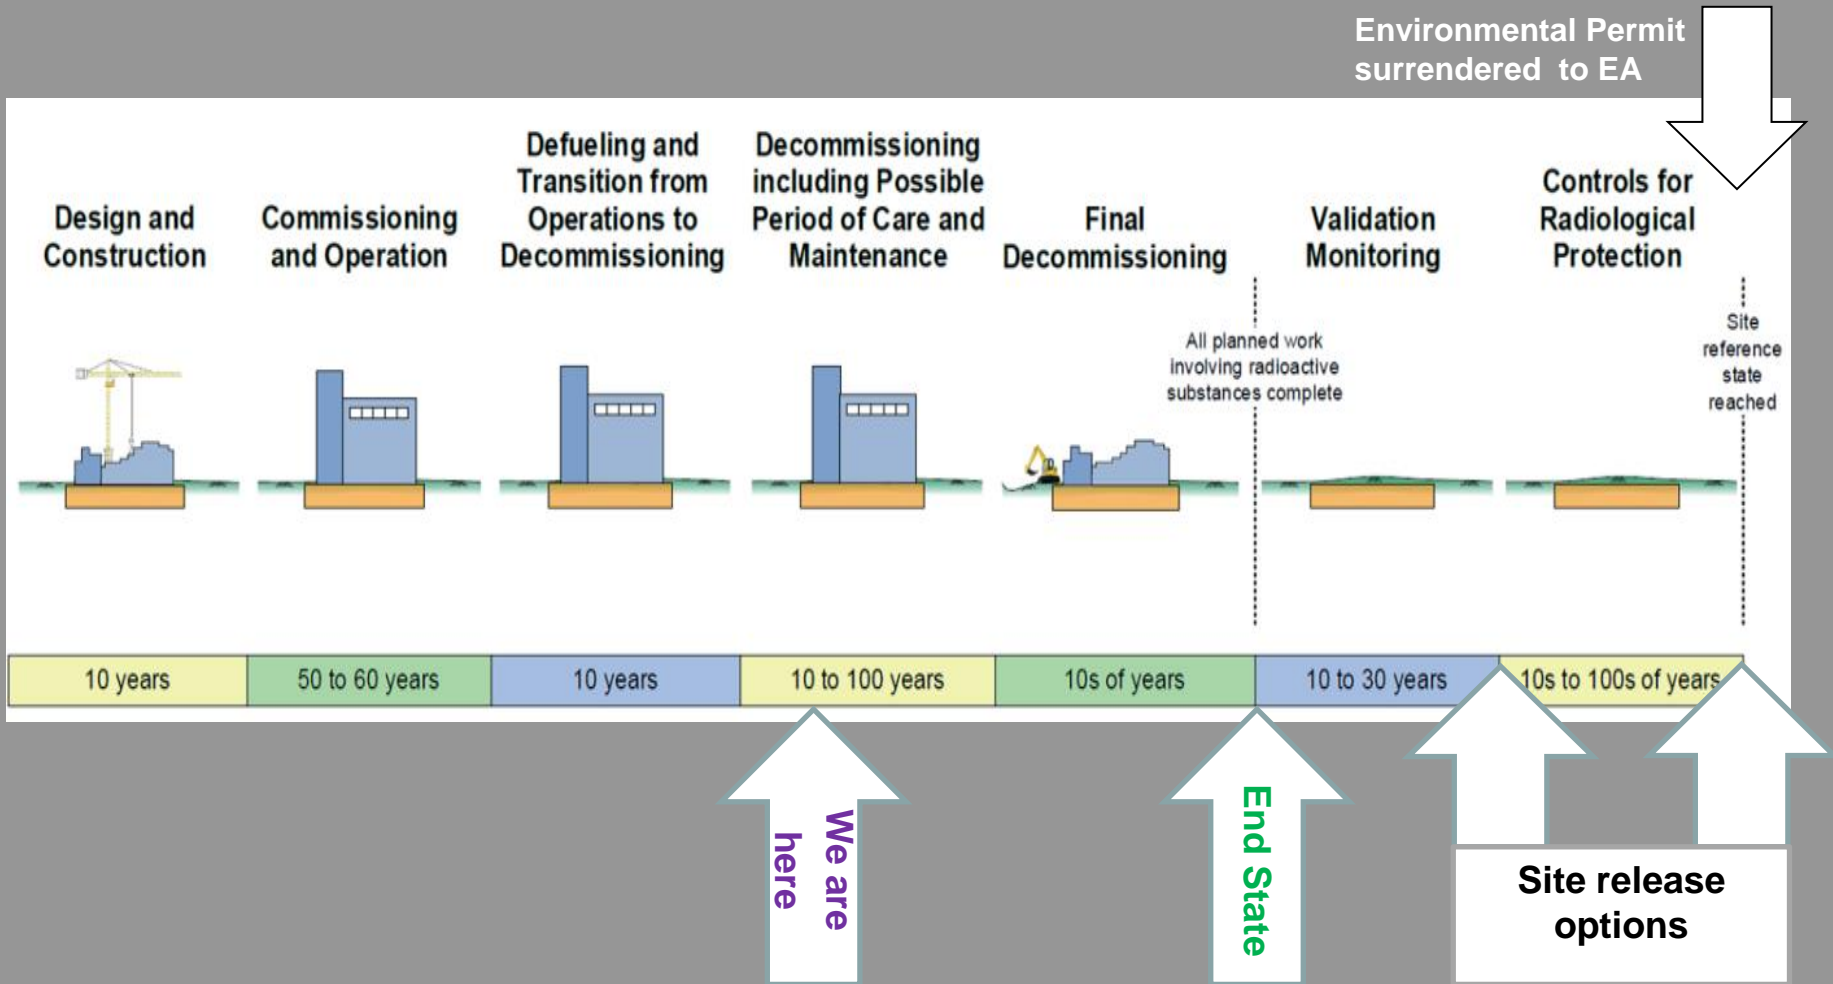 Environmental Permit
surrendered to EA
Design and
Construction
Commissioning
and Operation
Defueling and
Transition from
Operations to
Decommissioning
Decommissioning
including Possible
Period of Care and
Maintenance
Final
Decommissioning
Validation
Monitoring
Controls for
Radiological
Protection
All planned work
involving radioactive
substances complete
Site
reference
state
reached
10 years
50 to 60 years
10 years
10 to 100 years
10s of years
10 to 30 years
10s to 100s of years
We are
here
End State
Site release
options